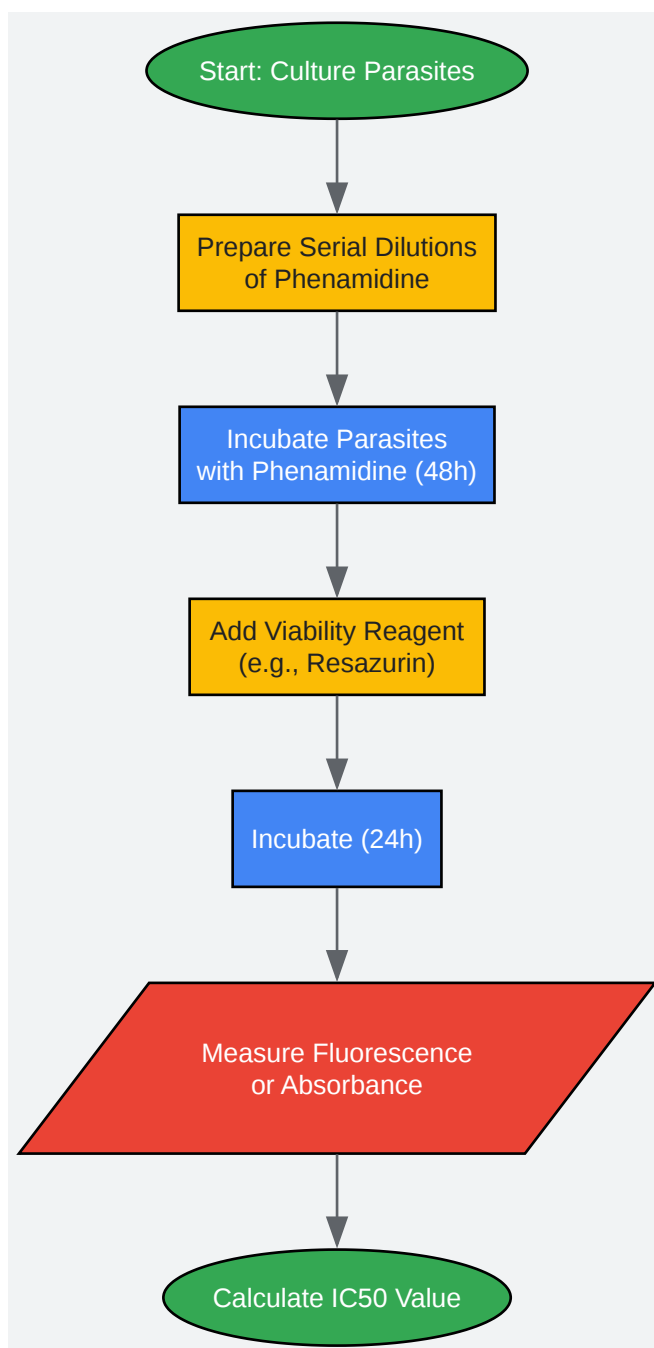 Start: Culture Parasites
Prepare Serial Dilutions
of Phenamidine
Incubate Parasites
with Phenamidine (48h)
Add Viability Reagent
(e.g., Resazurin)
Incubate (24h)
Measure Fluorescence
or Absorbance
Calculate IC50 Value